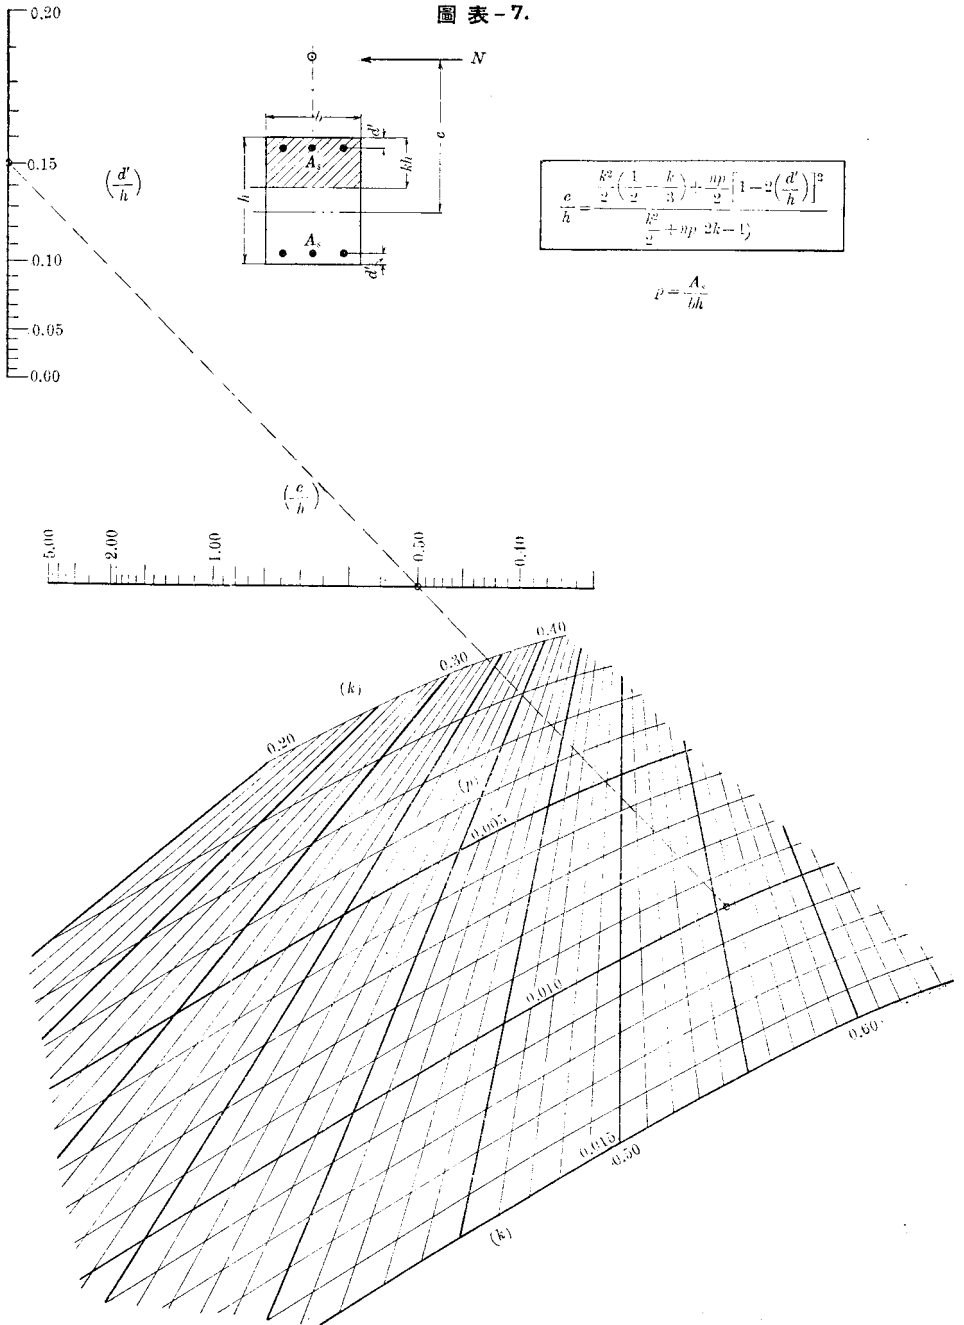 圖表-7.
0.20
0.15
0.10
0.05
0.00
(d'/h)
N
b
d'
kh
e
h
A_s
A_s
d'
e/h = [k²/2 (1/2 - k/3) + np/2 [1-2(d'/h)]²] / [k²/2 + np(2k-1)]
p = A_s/bh
(e/h)
5.00
2.00
1.00
0.50
0.40
0.40
0.30
(k)
0.20
(p)
0.005
0.010
0.60
0.015
0.50
(k)